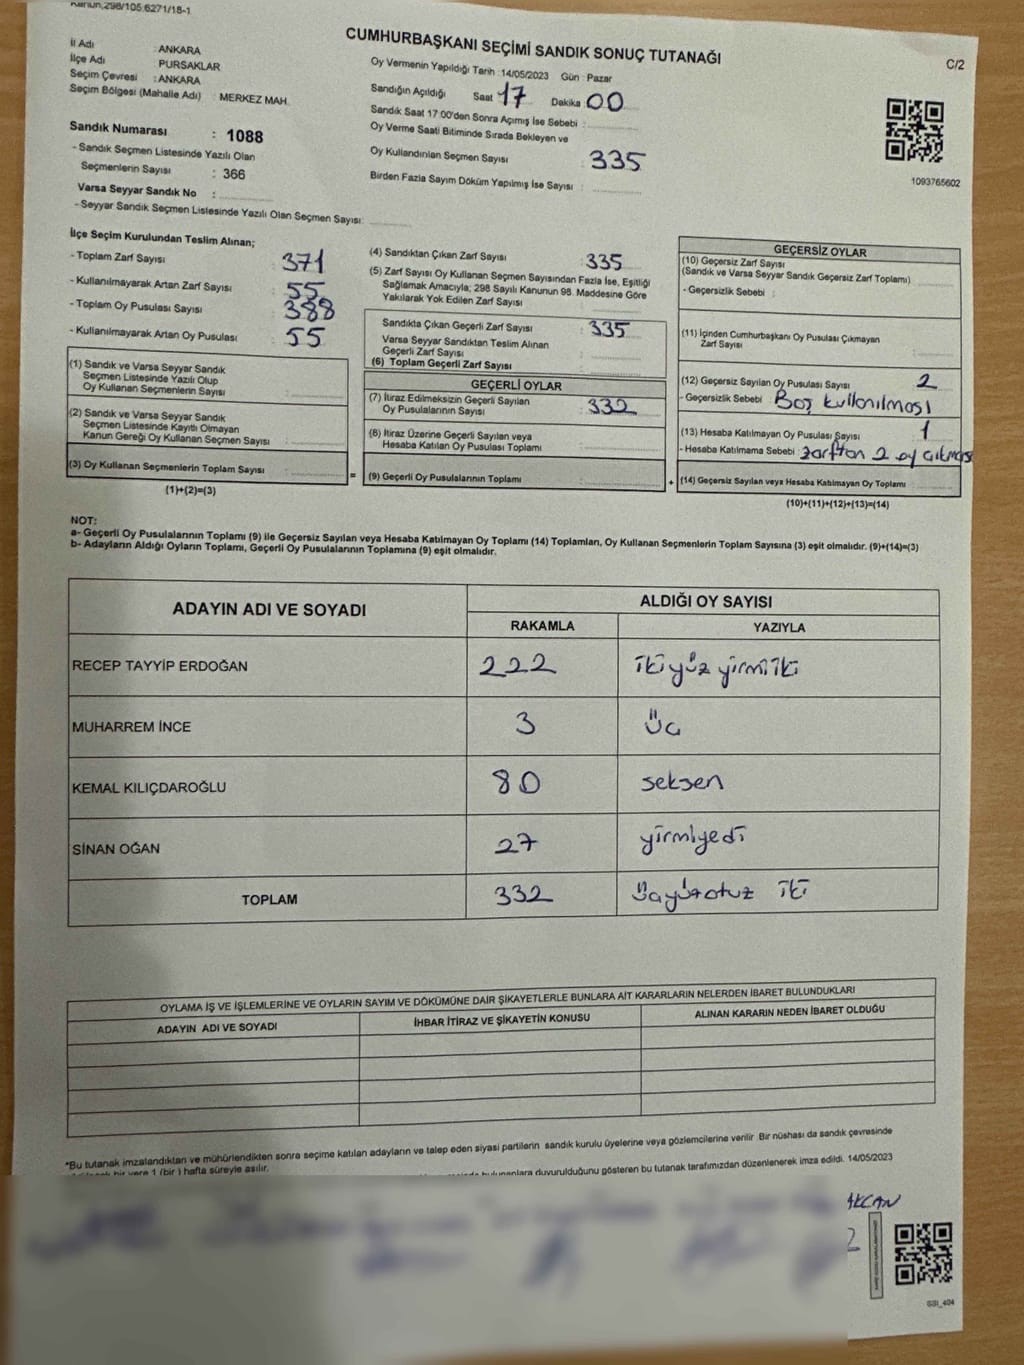 Kanun,298/105,6271/18-1
CUMHURBAŞKANI SEÇİMİ SANDIK SONUÇ TUTANAĞI
C/2
İl Adı : ANKARA
İlçe Adı : PURSAKLAR
Seçim Çevresi : ANKARA
Seçim Bölgesi (Mahalle Adı) : MERKEZ MAH.
Oy Vermenin Yapıldığı Tarih : 14/05/2023 Gün : Pazar
Sandığın Açıldığı Saat 17 Dakika : 00
Sandık Saat 17:00'den Sonra Açılmış İse Sebebi :
Oy Verme Saati Bitiminde Sırada Bekleyen ve
Oy Kullandırılan Seçmen Sayısı : 335
Birden Fazla Sayım Döküm Yapılmış İse Sayısı :
1093765602
Sandık Numarası : 1088
- Sandık Seçmen Listesinde Yazılı Olan
Seçmenlerin Sayısı : 366
Varsa Seyyar Sandık No :
- Seyyar Sandık Seçmen Listesinde Yazılı Olan Seçmen Sayısı:
İlçe Seçim Kurulundan Teslim Alınan;
- Toplam Zarf Sayısı : 371
- Kullanılmayarak Artan Zarf Sayısı : 55
- Toplam Oy Pusulası Sayısı : 388
- Kullanılmayarak Artan Oy Pusulası : 55
(1) Sandık ve Varsa Seyyar Sandık
Seçmen Listesinde Yazılı Olup
Oy Kullanan Seçmenlerin Sayısı :
(2) Sandık ve Varsa Seyyar Sandık
Seçmen Listesinde Kayıtlı Olmayan
Kanun Gereği Oy Kullanan Seçmen Sayısı :
(3) Oy Kullanan Seçmenlerin Toplam Sayısı :
(1)+(2)=(3)
(4) Sandıktan Çıkan Zarf Sayısı : 335
(5) Zarf Sayısı Oy Kullanan Seçmen Sayısından Fazla İse, Eşitliği
Sağlamak Amacıyla; 298 Sayılı Kanunun 98. Maddesine Göre
Yakılarak Yok Edilen Zarf Sayısı :
Sandıkta Çıkan Geçerli Zarf Sayısı : 335
Varsa Seyyar Sandıktan Teslim Alınan
Geçerli Zarf Sayısı :
(6) Toplam Geçerli Zarf Sayısı :
GEÇERLİ OYLAR
(7) İtiraz Edilmeksizin Geçerli Sayılan
Oy Pusulalarının Sayısı : 332
(8) İtiraz Üzerine Geçerli Sayılan veya
Hesaba Katılan Oy Pusulası Toplamı :
(9) Geçerli Oy Pusulalarının Toplamı :
=
+
GEÇERSİZ OYLAR
(10) Geçersiz Zarf Sayısı
(Sandık ve Varsa Seyyar Sandık Geçersiz Zarf Toplamı) :
- Geçersizlik Sebebi :
(11) İçinden Cumhurbaşkanı Oy Pusulası Çıkmayan
Zarf Sayısı :
(12) Geçersiz Sayılan Oy Pusulası Sayısı : 2
- Geçersizlik Sebebi : Boş kullanılması
(13) Hesaba Katılmayan Oy Pusulası Sayısı : 1
- Hesaba Katılmama Sebebi : zarftan 2 oy çıkması
(14) Geçersiz Sayılan veya Hesaba Katılmayan Oy Toplamı :
(10)+(11)+(12)+(13)=(14)
NOT:
a- Geçerli Oy Pusulalarının Toplamı (9) ile Geçersiz Sayılan veya Hesaba Katılmayan Oy Toplamı (14) Toplamları, Oy Kullanan Seçmenlerin Toplam Sayısına (3) eşit olmalıdır. (9)+(14)=(3)
b- Adayların Aldığı Oyların Toplamı, Geçerli Oy Pusulalarının Toplamına (9) eşit olmalıdır.
ADAYIN ADI VE SOYADI
ALDIĞI OY SAYISI
RAKAMLA YAZIYLA
RECEP TAYYİP ERDOĞAN 222 iki yüz yirmi iki
MUHARREM İNCE 3 üç
KEMAL KILIÇDAROĞLU 80 seksen
SİNAN OĞAN 27 yirmiyedi
TOPLAM 332 üçyüzotuz iki
OYLAMA İŞ VE İŞLEMLERİNE VE OYLARIN SAYIM VE DÖKÜMÜNE DAİR ŞİKAYETLERLE BUNLARA AİT KARARLARIN NELERDEN İBARET BULUNDUKLARI
ADAYIN ADI VE SOYADI İHBAR İTİRAZ VE ŞİKAYETİN KONUSU ALINAN KARARIN NEDEN İBARET OLDUĞU
*Bu tutanak imzalandıktan ve mühürlendikten sonra seçime katılan adayların ve talep eden siyasi partilerin sandık kurulu üyelerine veya gözlemcilerine verilir. Bir nüshası da sandık çevresinde
bir yere 1 (bir) hafta süreyle asılır.
bulunanlara duyurulduğunu gösteren bu tutanak tarafımızdan düzenlenerek imza edildi. 14/05/2023
AKCAN
2
GSI_404